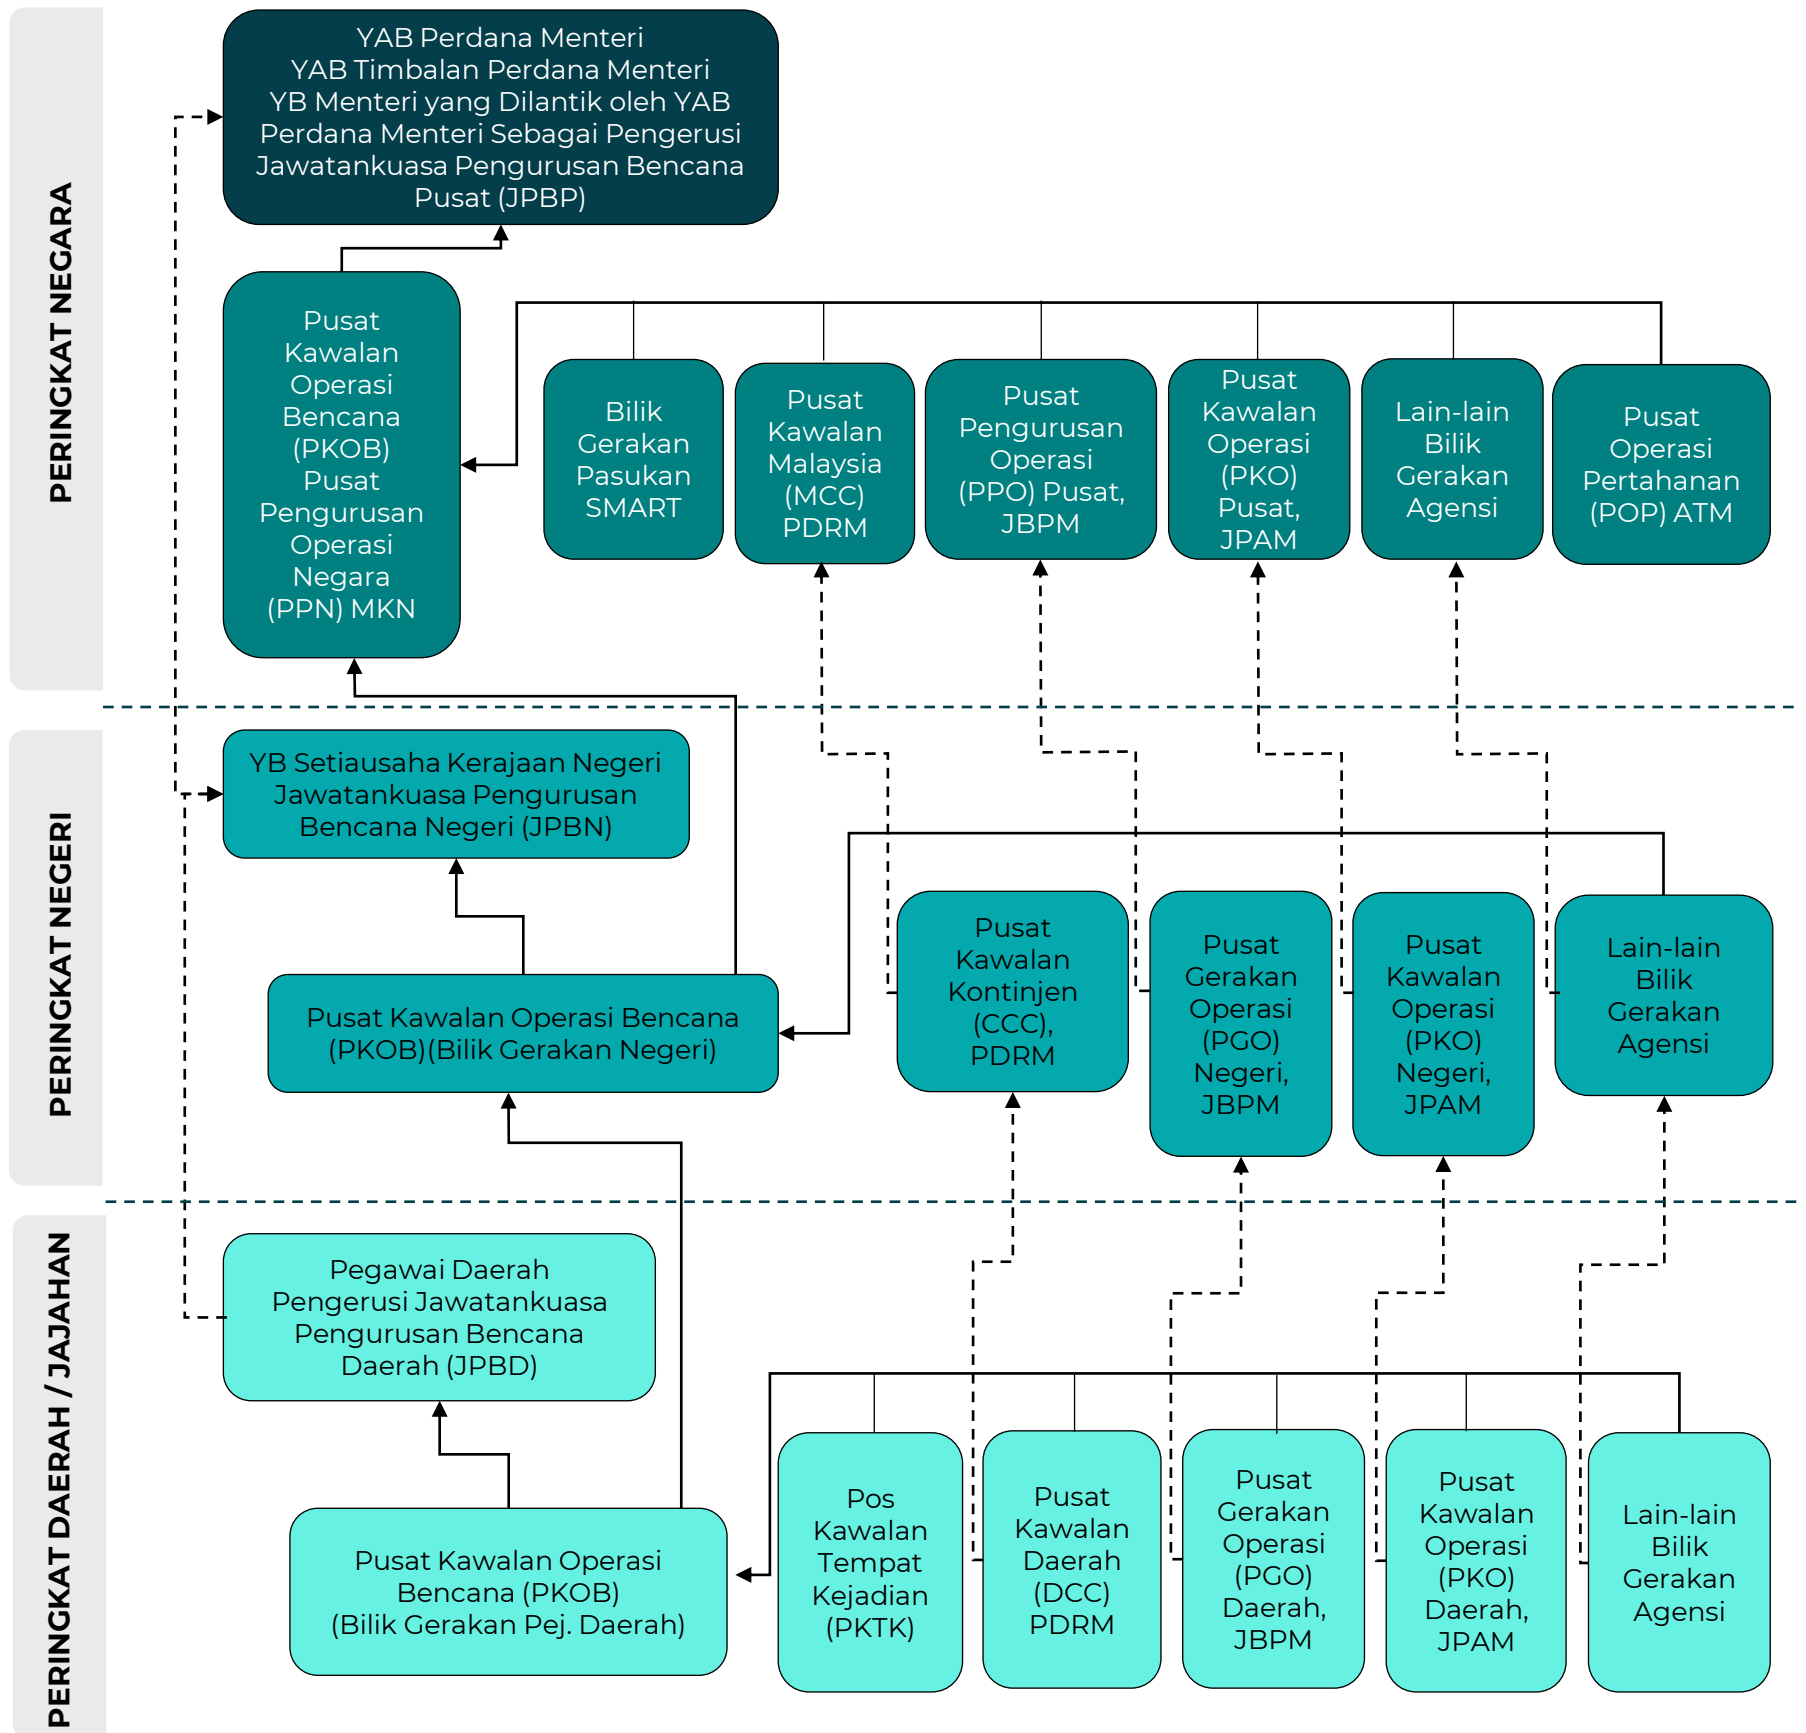 PERINGKAT NEGARA
YAB Perdana Menteri
YAB Timbalan Perdana Menteri
YB Menteri yang Dilantik oleh YAB
Perdana Menteri Sebagai Pengerusi
Jawatankuasa Pengurusan Bencana
Pusat (JPBP)
Pusat
Kawalan
Operasi
Bencana
(PKOB)
Pusat
Pengurusan
Operasi
Negara
(PPN) MKN
Bilik
Gerakan
Pasukan
SMART
Pusat
Kawalan
Malaysia
(MCC)
PDRM
Pusat
Pengurusan
Operasi
(PPO) Pusat,
JBPM
Pusat
Kawalan
Operasi
(PKO)
Pusat,
JPAM
Lain-lain
Bilik
Gerakan
Agensi
Pusat
Operasi
Pertahanan
(POP) ATM
PERINGKAT NEGERI
YB Setiausaha Kerajaan Negeri
Jawatankuasa Pengurusan
Bencana Negeri (JPBN)
Pusat Kawalan Operasi Bencana
(PKOB)(Bilik Gerakan Negeri)
Pusat
Kawalan
Kontinjen
(CCC),
PDRM
Pusat
Gerakan
Operasi
(PGO)
Negeri,
JBPM
Pusat
Kawalan
Operasi
(PKO)
Negeri,
JPAM
Lain-lain
Bilik
Gerakan
Agensi
PERINGKAT DAERAH / JAJAHAN
Pegawai Daerah
Pengerusi Jawatankuasa
Pengurusan Bencana
Daerah (JPBD)
Pusat Kawalan Operasi
Bencana (PKOB)
(Bilik Gerakan Pej. Daerah)
Pos
Kawalan
Tempat
Kejadian
(PKTK)
Pusat
Kawalan
Daerah
(DCC)
PDRM
Pusat
Gerakan
Operasi
(PGO)
Daerah,
JBPM
Pusat
Kawalan
Operasi
(PKO)
Daerah,
JPAM
Lain-lain
Bilik
Gerakan
Agensi